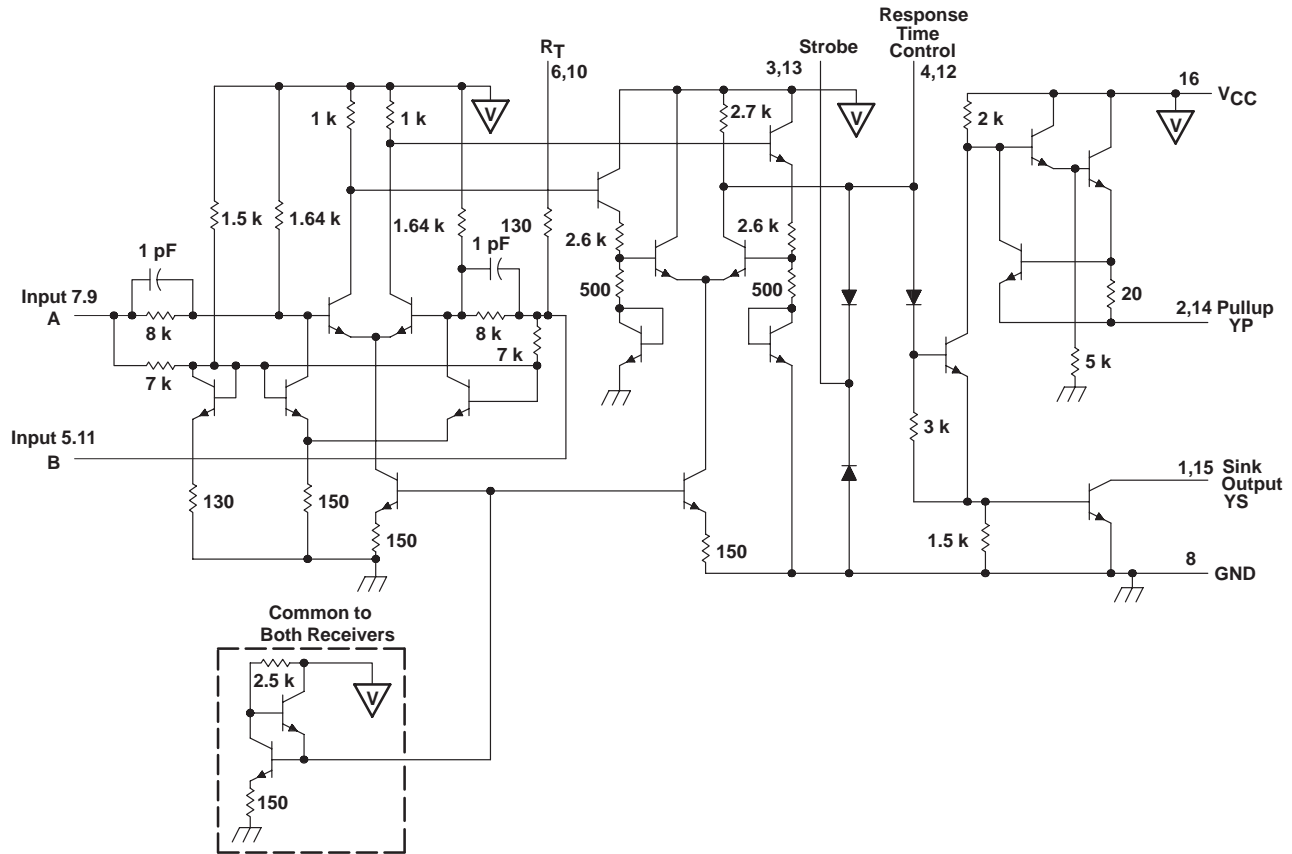 Response
Time
Control
4,12
Strobe
3,13
RT
6,10
16
VCC
V
V
V
1 k
1 k
2.7 k
2 k
1.5 k
1.64 k
1.64 k
130
1 pF
1 pF
2.6 k
2.6 k
500
500
20
Input 7.9
A
8 k
8 k
7 k
7 k
2,14 Pullup
YP
5 k
3 k
Input 5.11
B
130
150
150
150
1,15 Sink
Output
YS
1.5 k
8
GND
Common to
Both Receivers
2.5 k
V
150